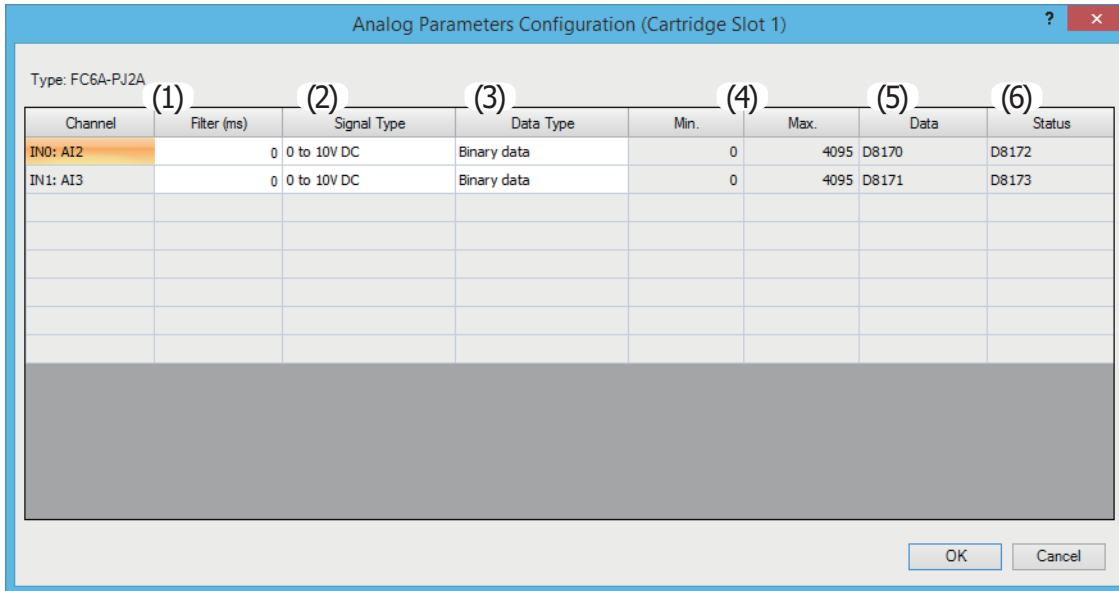 Analog Parameters Configuration (Cartridge Slot 1) ? ×
Type: FC6A-PJ2A
(1) (2) (3) (4) (5) (6)
Channel Filter (ms) Signal Type Data Type Min. Max. Data Status
IN0: AI2 0 0 to 10V DC Binary data 0 4095 D8170 D8172
IN1: AI3 0 0 to 10V DC Binary data 0 4095 D8171 D8173
OK Cancel